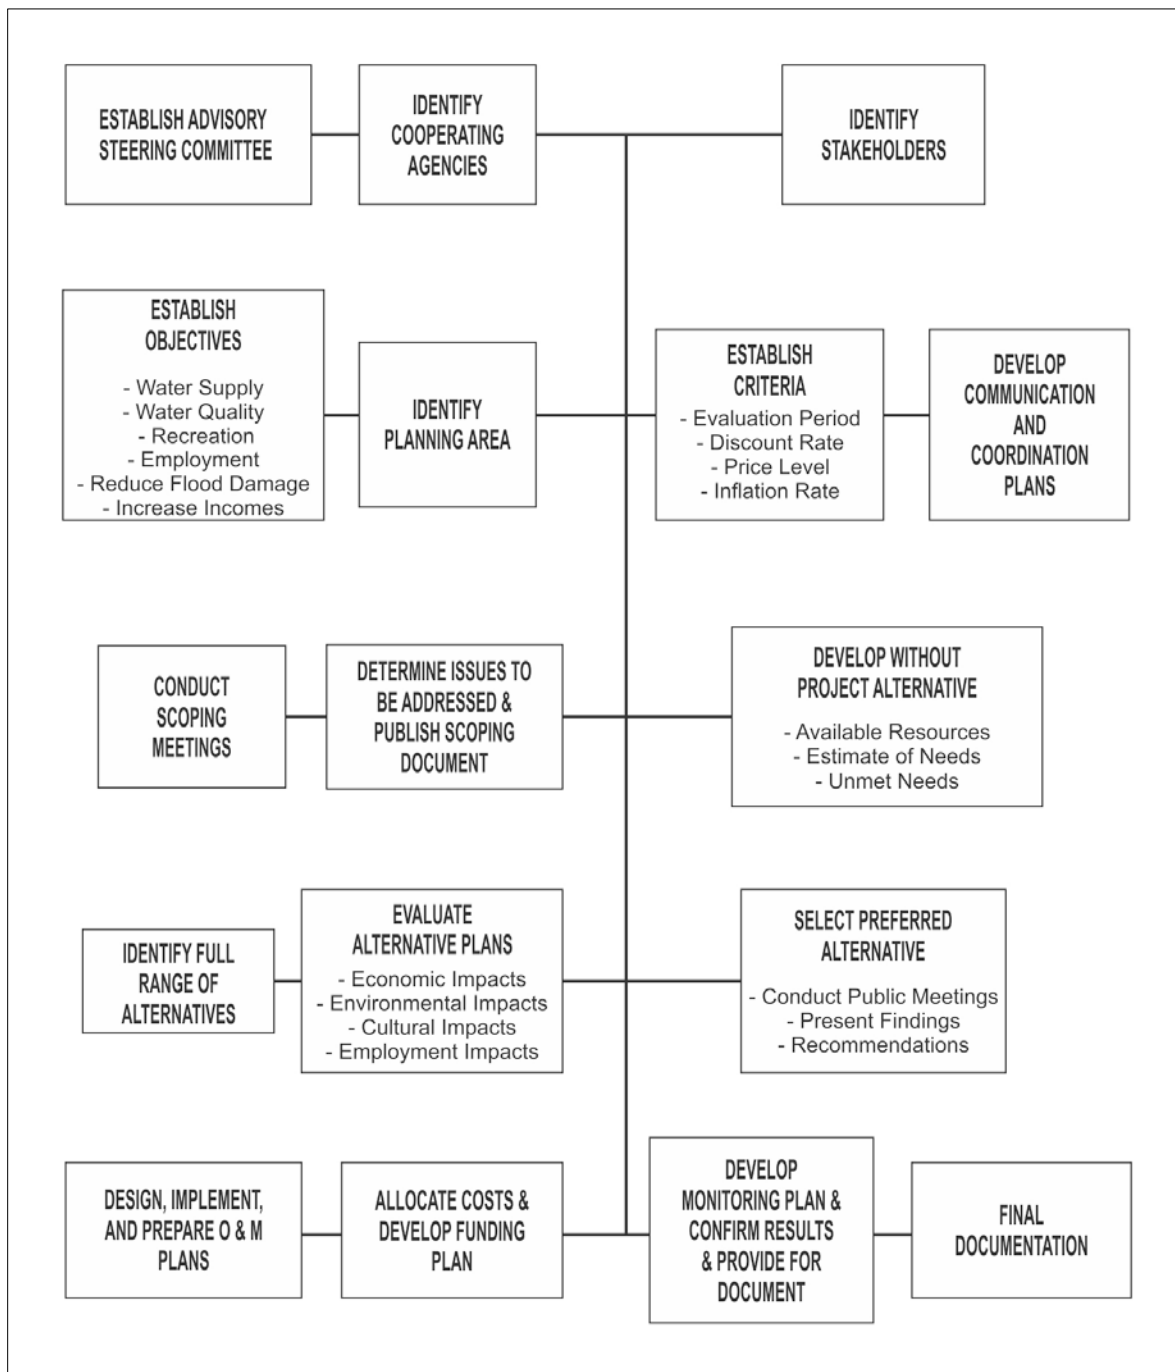 ESTABLISH ADVISORY
STEERING COMMITTEE
IDENTIFY
COOPERATING
AGENCIES
IDENTIFY
STAKEHOLDERS
ESTABLISH
OBJECTIVES
- Water Supply
- Water Quality
- Recreation
- Employment
- Reduce Flood Damage
- Increase Incomes
IDENTIFY
PLANNING AREA
ESTABLISH
CRITERIA
- Evaluation Period
- Discount Rate
- Price Level
- Inflation Rate
DEVELOP
COMMUNICATION
AND
COORDINATION
PLANS
CONDUCT
SCOPING
MEETINGS
DETERMINE ISSUES TO
BE ADDRESSED &
PUBLISH SCOPING
DOCUMENT
DEVELOP WITHOUT
PROJECT ALTERNATIVE
- Available Resources
- Estimate of Needs
- Unmet Needs
IDENTIFY FULL
RANGE OF
ALTERNATIVES
EVALUATE
ALTERNATIVE PLANS
- Economic Impacts
- Environmental Impacts
- Cultural Impacts
- Employment Impacts
SELECT PREFERRED
ALTERNATIVE
- Conduct Public Meetings
- Present Findings
- Recommendations
DESIGN, IMPLEMENT,
AND PREPARE O & M
PLANS
ALLOCATE COSTS &
DEVELOP FUNDING
PLAN
DEVELOP
MONITORING PLAN &
CONFIRM RESULTS
& PROVIDE FOR
DOCUMENT
FINAL
DOCUMENTATION